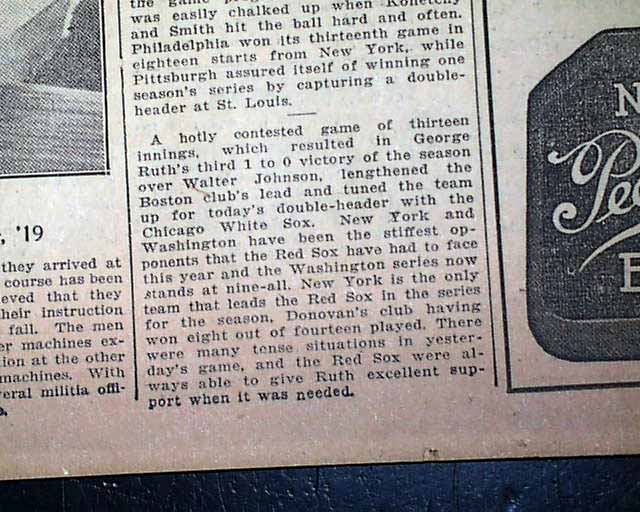 the game
was easily chalked up when Konetchy
and Smith hit the ball hard and often.
Philadelphia won its thirteenth game in
eighteen starts from New York, while
Pittsburgh assured itself of winning one
season's series by capturing a double-
header at St. Louis.
A hotly contested game of thirteen
innings, which resulted in George
Ruth's third 1 to 0 victory of the season
over Walter Johnson, lengthened the
Boston club's lead and tuned the team
up for today's double-header with the
Chicago White Sox. New York and
Washington have been the stiffest op-
ponents that the Red Sox have had to face
this year and the Washington series now
stands at nine-all. New York is the only
team that leads the Red Sox in the series
for the season, Donovan's club having
won eight out of fourteen played. There
were many tense situations in yester-
day's game, and the Red Sox were al-
ways able to give Ruth excellent sup-
port when it was needed.
, '19
they arrived at
course has been
eved that they
heir instruction
fall. The men
er machines ex-
ion at the other
machines. With
veral militia offi-
N
Pe
E